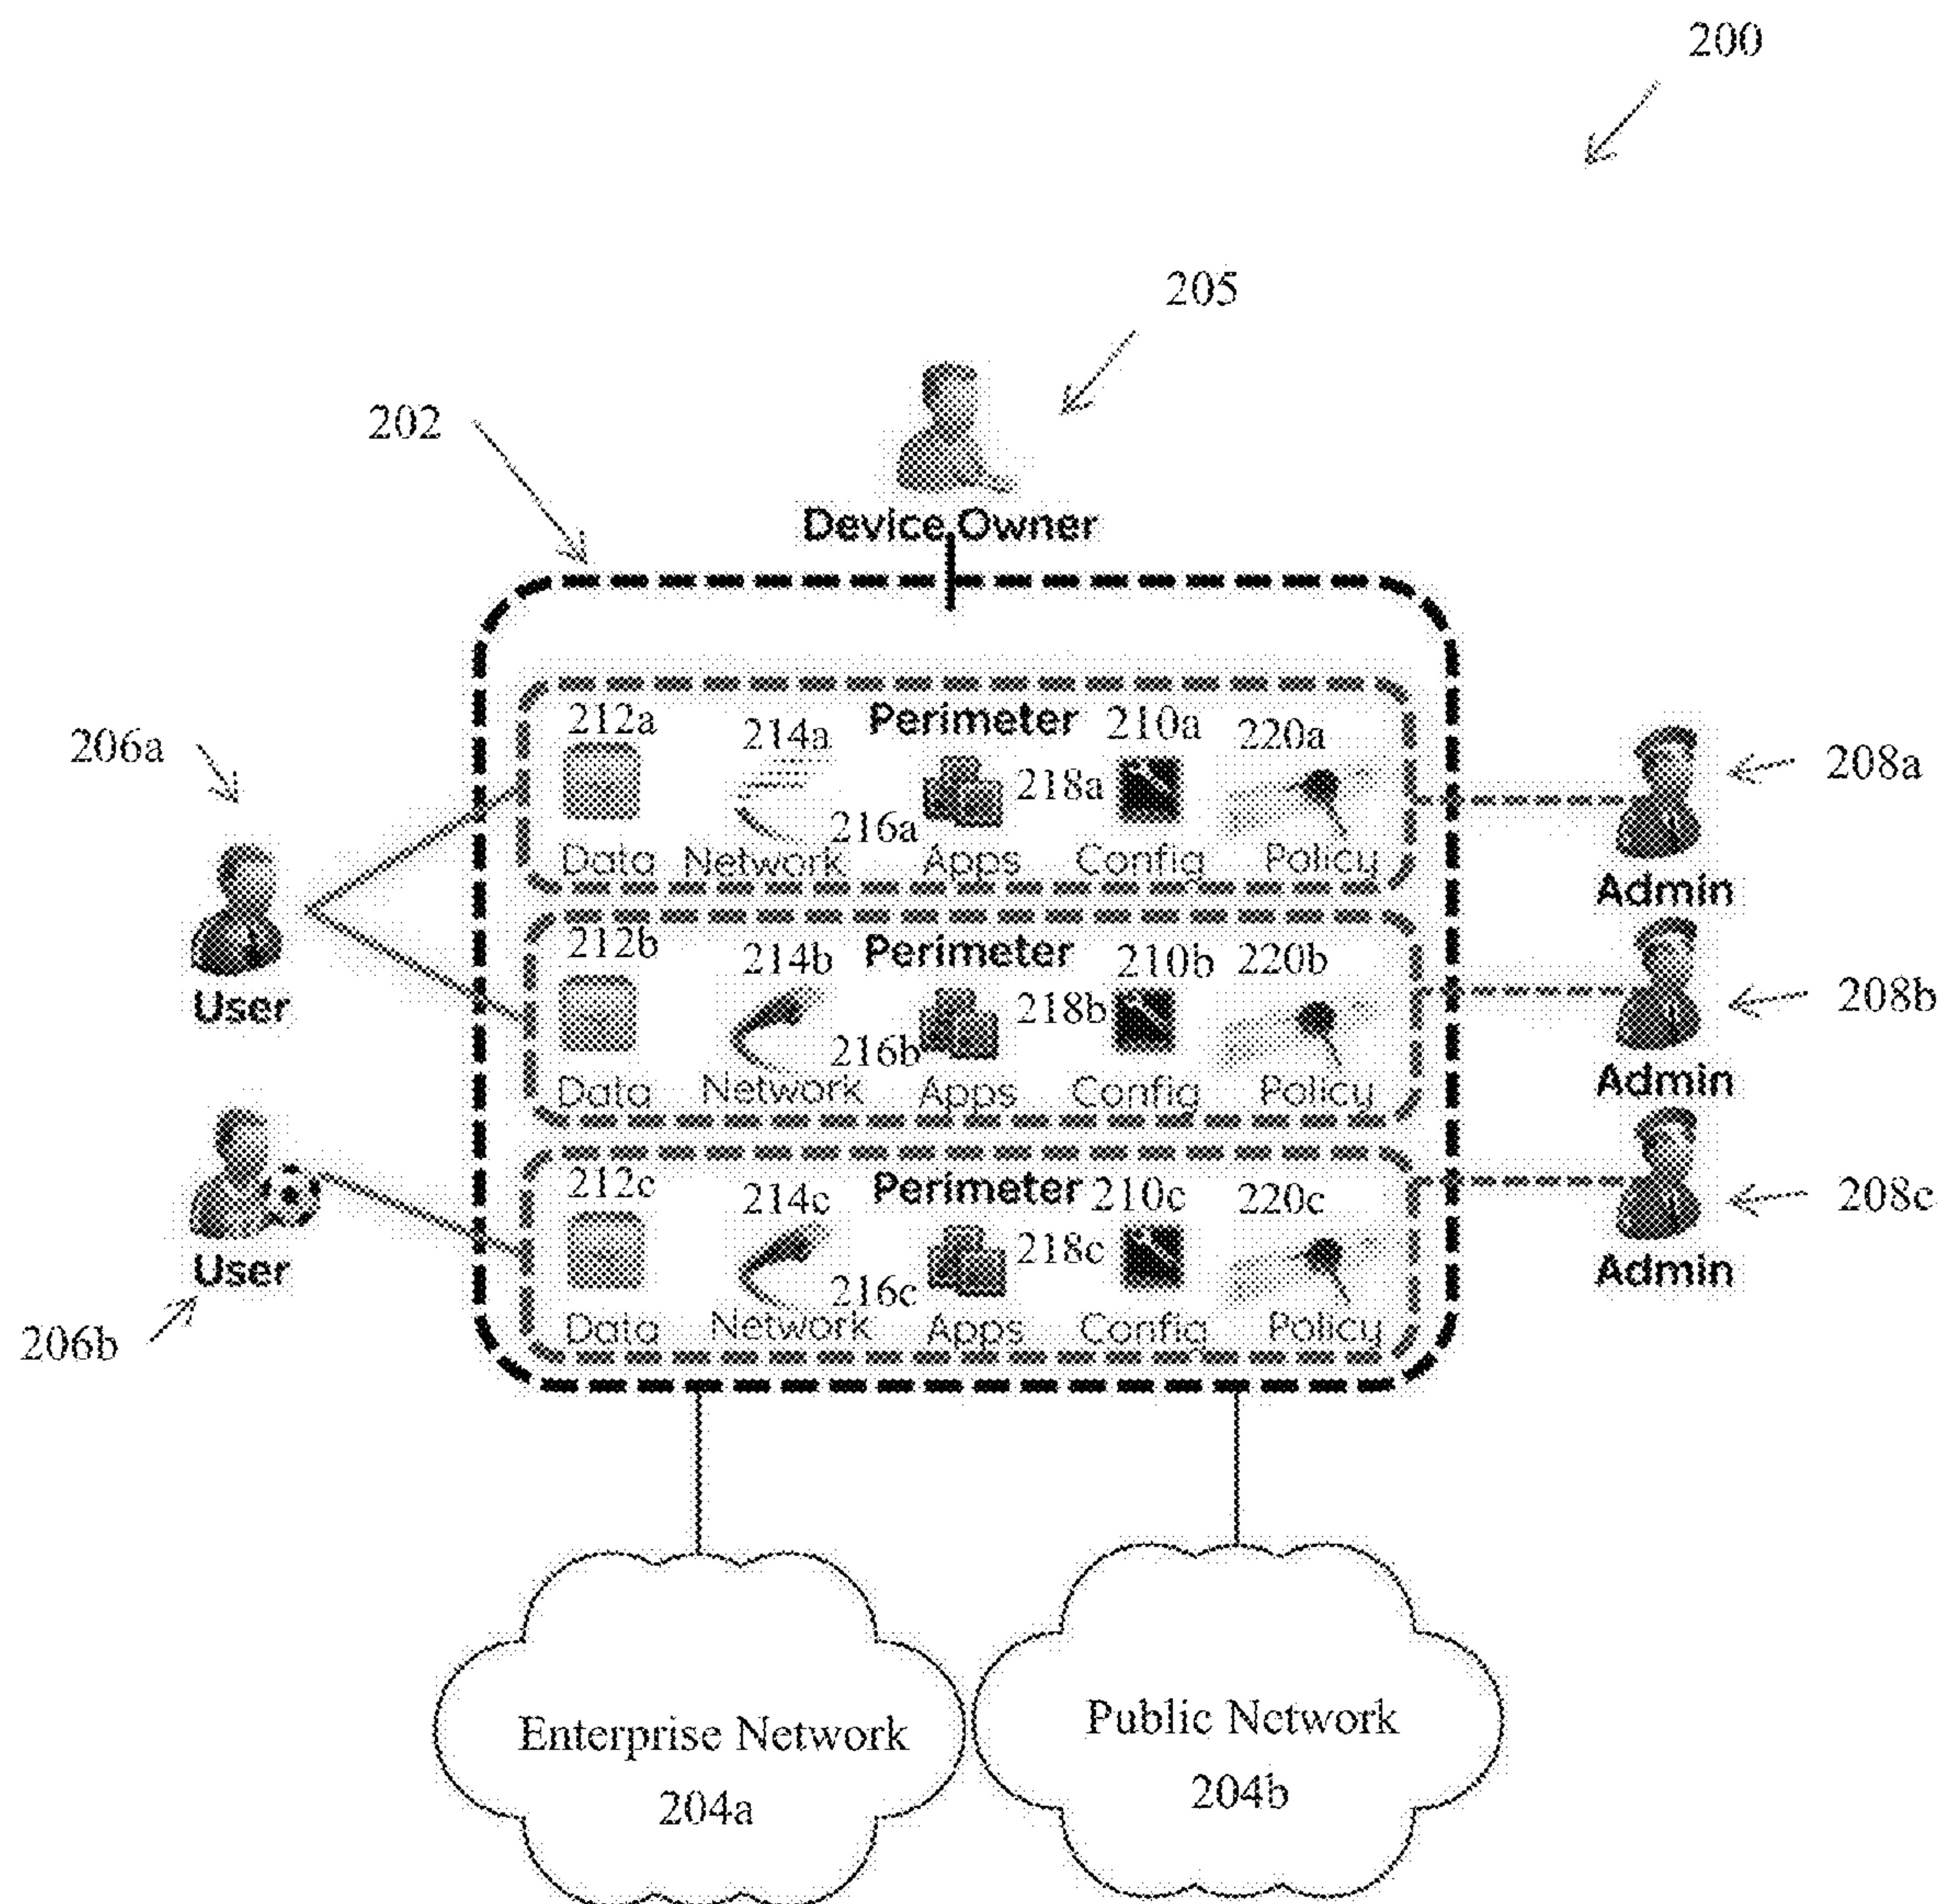 200
205
202
Device Owner
212a 214a Perimeter 210a 220a
206a
208a
216a 218a
Data Network Apps Config Policy
Admin
212b 214b Perimeter 210b 220b
User
216b 218b
208b
Data Network Apps Config Policy
Admin
212c 214c Perimeter 210c 220c
208c
216c 218c
User
Admin
206b
Data Network Apps Config Policy
Enterprise Network
204a
Public Network
204b